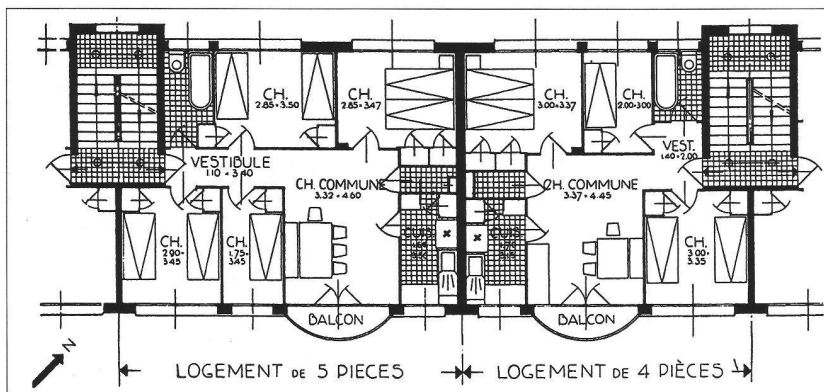 CH.
2.85×3.50
CH.
2.85×3.47
CH.
3.00×3.37
CH.
2.00×3.00
VESTIBULE
1.10 × 3.40
VEST.
1.40×2.00
CH. COMMUNE
3.32 × 4.60
CH. COMMUNE
3.37 × 4.45
CH.
2.90×
3.45
CH.
1.75×
3.45
CUIS.
CUIS.
CH.
3.00×
3.35
BALCON
BALCON
N
LOGEMENT DE 5 PIECES
LOGEMENT DE 4 PIÈCES